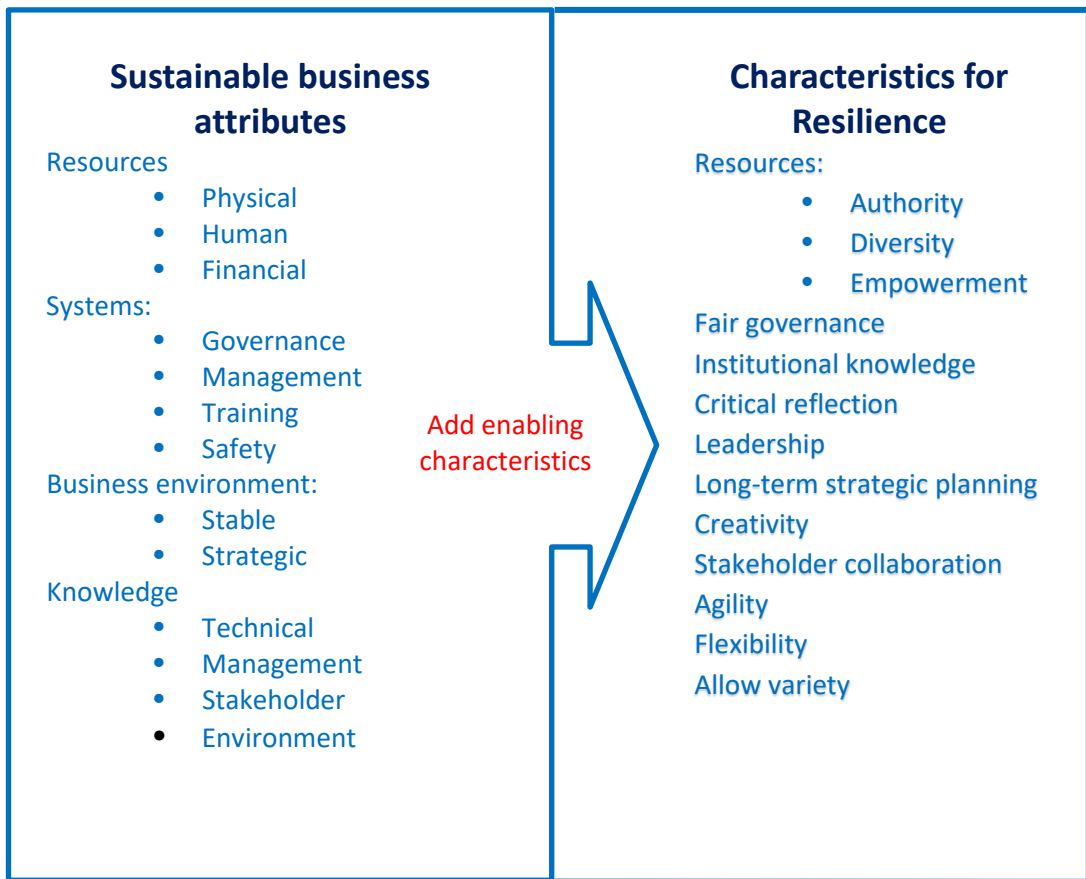 Sustainable business
attributes
Resources
• Physical
• Human
• Financial
Systems:
• Governance
• Management
• Training
• Safety
Business environment:
• Stable
• Strategic
Knowledge
• Technical
• Management
• Stakeholder
• Environment
Add enabling
characteristics
Characteristics for
Resilience
Resources:
• Authority
• Diversity
• Empowerment
Fair governance
Institutional knowledge
Critical reflection
Leadership
Long-term strategic planning
Creativity
Stakeholder collaboration
Agility
Flexibility
Allow variety